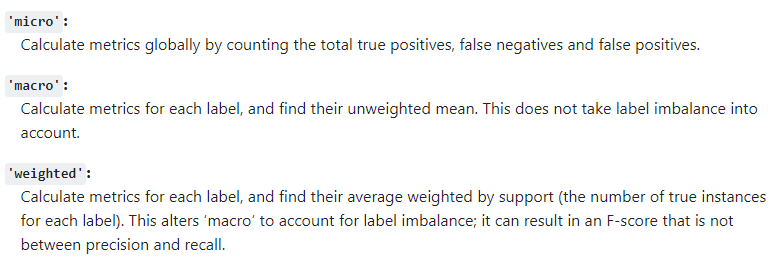 'micro':
Calculate metrics globally by counting the total true positives, false negatives and false positives.
'macro':
Calculate metrics for each label, and find their unweighted mean. This does not take label imbalance into
account.
'weighted':
Calculate metrics for each label, and find their average weighted by support (the number of true instances
for each label). This alters ‘macro’ to account for label imbalance; it can result in an F-score that is not
between precision and recall.